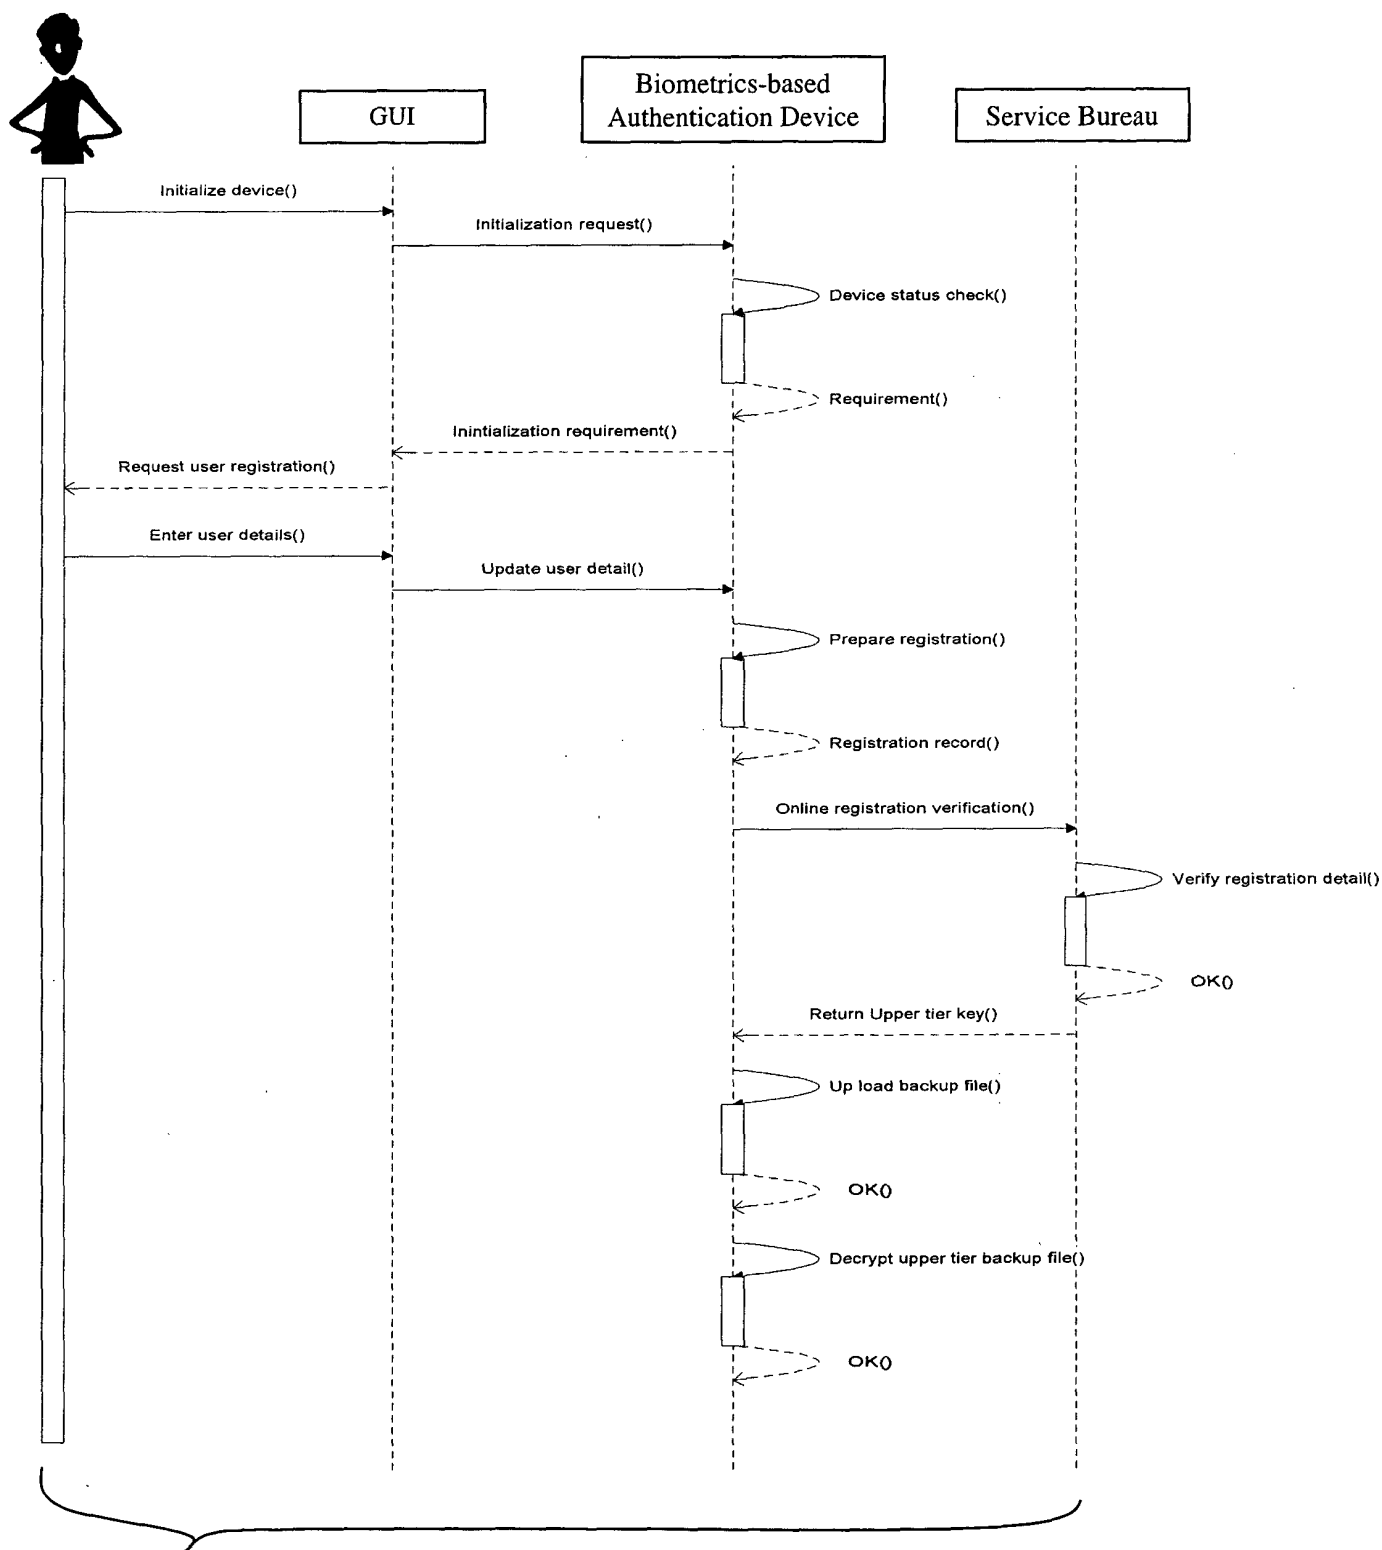 GUI
Biometrics-based
Authentication Device
Service Bureau
Initialize device()
Initialization request()
Device status check()
Requirement()
Inintialization requirement()
Request user registration()
Enter user details()
Update user detail()
Prepare registration()
Registration record()
Online registration verification()
Verify registration detail()
OK()
Return Upper tier key()
Up load backup file()
OK()
Decrypt upper tier backup file()
OK()